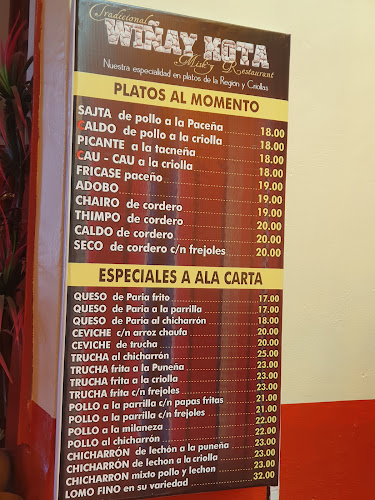 Tradicional
WIÑAY KOTA
Misky Restaurant
Nuestra especialidad en platos de la Región y Criollas
PLATOS AL MOMENTO
SAJTA de pollo a la Paceña 18.00
CALDO de pollo a la criolla 18.00
PICANTE a la tacneña 18.00
CAU - CAU a la criolla 18.00
FRICASE paceño 19.00
ADOBO 19.00
CHAIRO de cordero 19.00
THIMPO de cordero 20.00
CALDO de cordero 20.00
SECO de cordero c/n frejoles 20.00
ESPECIALES A ALA CARTA
QUESO de Paria frito 17.00
QUESO de Paria a la parrilla 17.00
QUESO de Paria al chicharrón 18.00
CEVICHE c/n arroz chaufa 20.00
CEVICHE de trucha 20.00
TRUCHA al chicharrón 25.00
TRUCHA frita a la Puneña 23.00
TRUCHA frita a la criolla 23.00
TRUCHA frita c/n frejoles 23.00
POLLO a la parrilla c/n papas fritas 21.00
POLLO a la parrilla c/n frejoles 21.00
POLLO a la milaneza 22.00
POLLO al chicharrón 22.00
CHICHARRÓN de lechón a la puneña 23.00
CHICHARRÓN de lechon a la criolla 23.00
CHICHARRON mixto pollo y lechon 23.00
LOMO FINO en su variedad 32.00